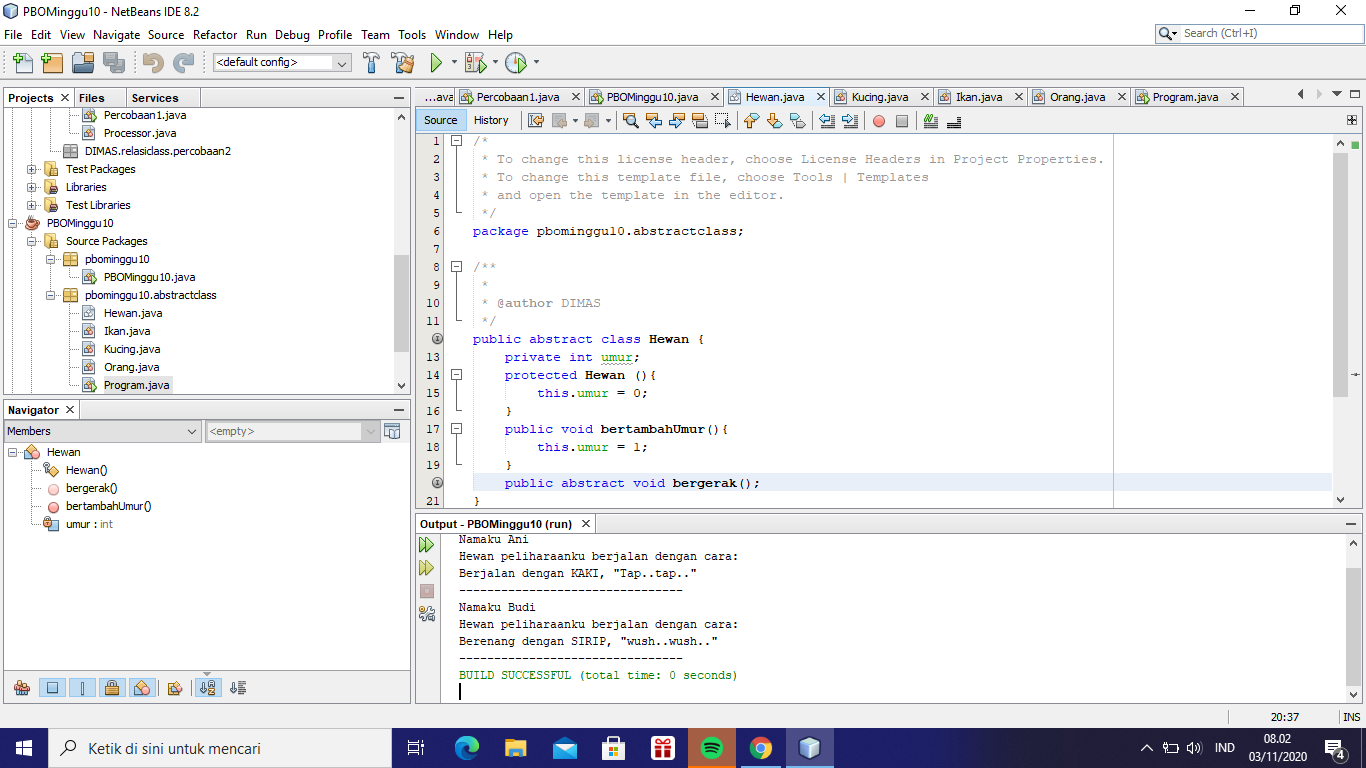 PBOMinggu10 - NetBeans IDE 8.2
File Edit View Navigate Source Refactor Run Debug Profile Team Tools Window Help
Search (Ctrl+I)
<default config>
Projects Files Services
Percobaan1.java
Processor.java
DIMAS.relasiclass.percobaan2
Test Packages
Libraries
Test Libraries
PBOMinggu10
Source Packages
pbominggu10
PBOMinggu10.java
pbominggu10.abstractclass
Hewan.java
Ikan.java
Kucing.java
Orang.java
Program.java
Navigator
Members <empty>
Hewan
Hewan()
bergerak()
bertambahUmur()
umur : int
...ava Percobaan1.java PBOMinggu10.java Hewan.java Kucing.java Ikan.java Orang.java Program.java
Source History
1 /*
2 * To change this license header, choose License Headers in Project Properties.
3 * To change this template file, choose Tools | Templates
4 * and open the template in the editor.
5 */
6 package pbominggu10.abstractclass;
7
8 /**
9 *
10 * @author DIMAS
11 */
public abstract class Hewan {
13 private int umur;
14 protected Hewan (){
15 this.umur = 0;
16 }
17 public void bertambahUmur(){
18 this.umur = 1;
19 }
public abstract void bergerak();
21 }
Output - PBOMinggu10 (run)
Namaku Ani
Hewan peliharaanku berjalan dengan cara:
Berjalan dengan KAKI, "Tap..tap.."
--------------------------------
Namaku Budi
Hewan peliharaanku berjalan dengan cara:
Berenang dengan SIRIP, "wush..wush.."
--------------------------------
BUILD SUCCESSFUL (total time: 0 seconds)
20:37 INS
Ketik di sini untuk mencari
IND
08.02
03/11/2020
4